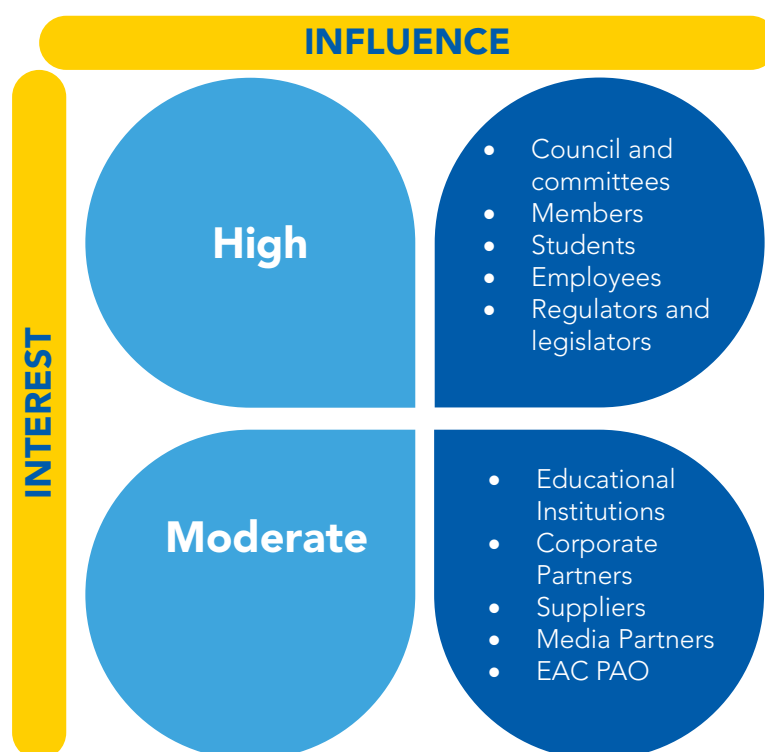 INFLUENCE
INTEREST
High
• Council and
committees
• Members
• Students
• Employees
• Regulators and
legislators
Moderate
• Educational
Institutions
• Corporate
Partners
• Suppliers
• Media Partners
• EAC PAO